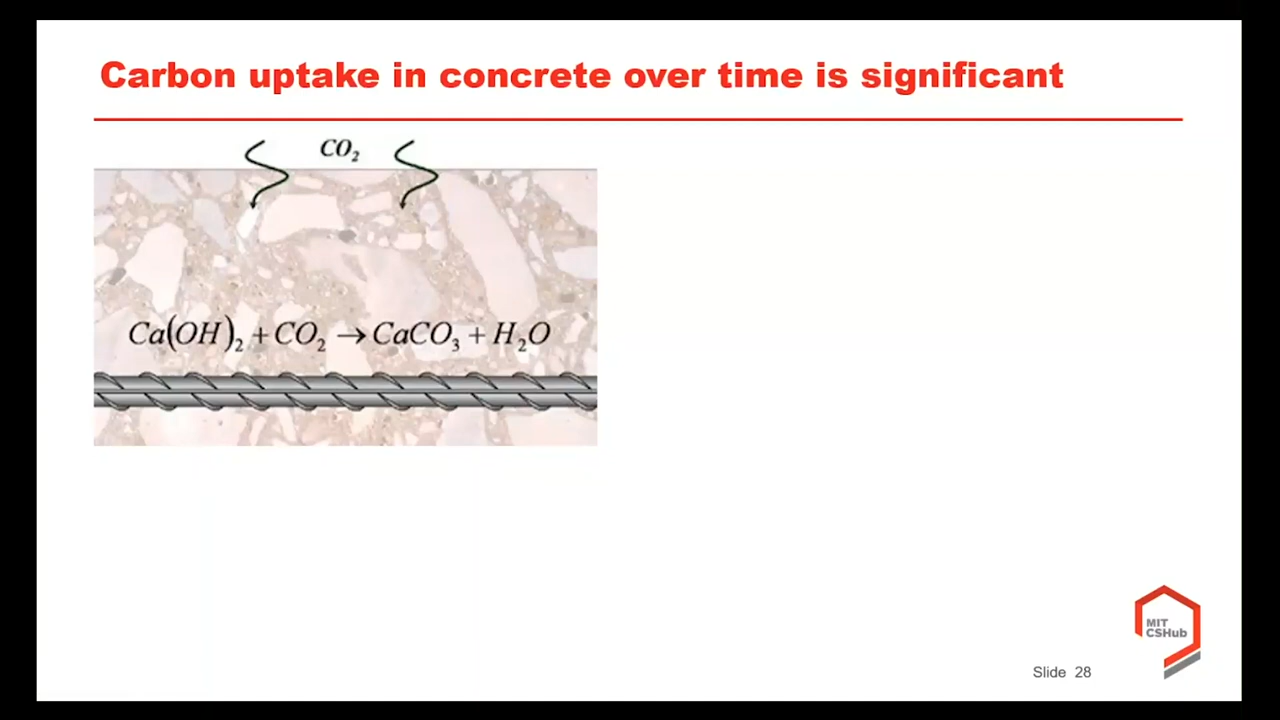 Carbon uptake in concrete over time is significant
CO₂
Ca(OH)₂ + CO₂ → CaCO₃ + H₂O
MIT
CSHub
Slide 28